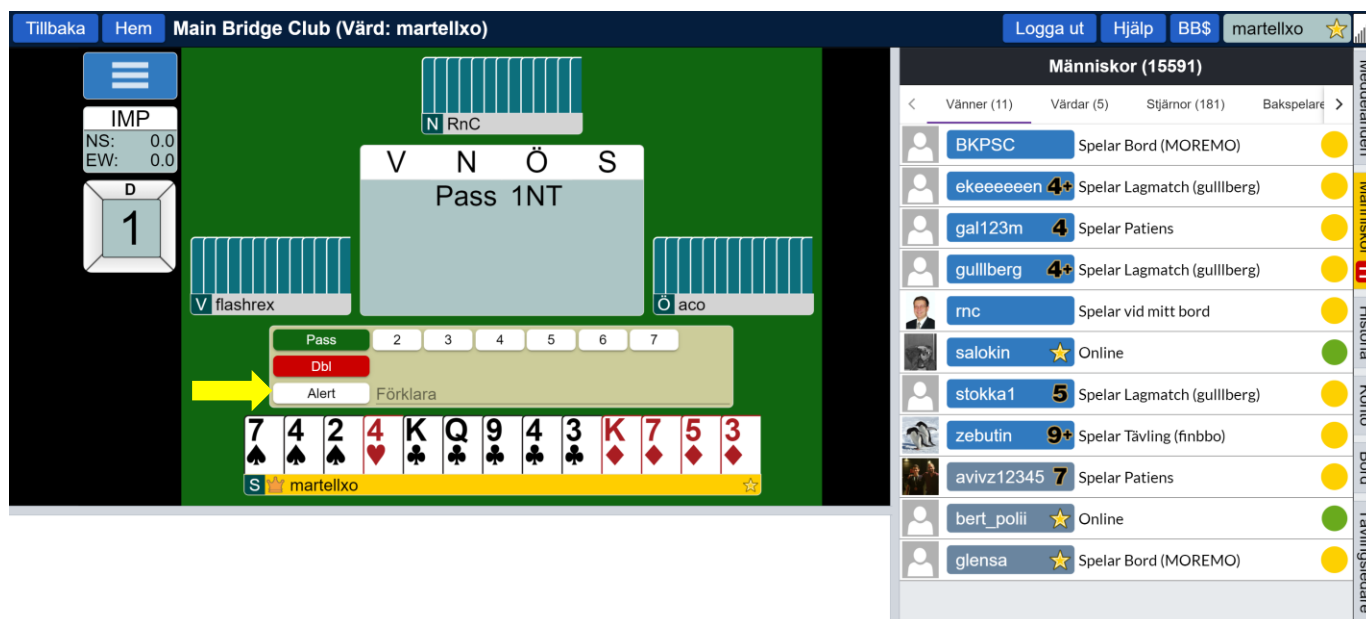 Tillbaka Hem Main Bridge Club (Värd: martellxo) Logga ut Hjälp BB$ martellxo
IMP
NS: 0.0
EW: 0.0
D
1
N RnC
V N Ö S
Pass 1NT
V flashrex
Ö aco
Pass 2 3 4 5 6 7
Dbl
Alert Förklara
7 4 2 4 K Q 9 4 3 K 7 5 3
S martellxo
Människor (15591)
Vänner (11) Värdar (5) Stjärnor (181) Bakspelare
BKPSC Spelar Bord (MOREMO)
ekeeeeeen 4+ Spelar Lagmatch (gulllberg)
gal123m 4 Spelar Patiens
gulllberg 4+ Spelar Lagmatch (gulllberg)
rnc Spelar vid mitt bord
salokin Online
stokka1 5 Spelar Lagmatch (gulllberg)
zebutin 9+ Spelar Tävling (finbbo)
avivz12345 7 Spelar Patiens
bert_polii Online
glensa Spelar Bord (MOREMO)
Meddelanden
Människor
Historia
Konto
Bord
Tävlingsledare